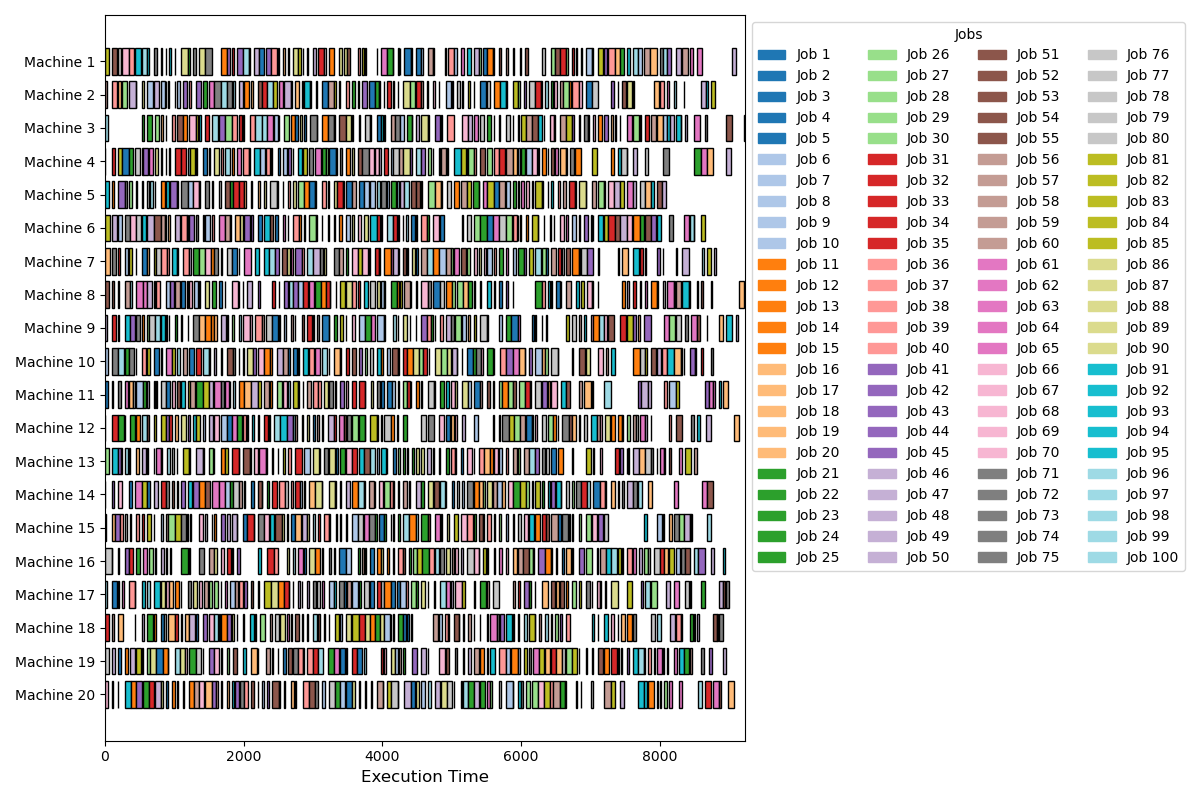 Machine 1
Machine 2
Machine 3
Machine 4
Machine 5
Machine 6
Machine 7
Machine 8
Machine 9
Machine 10
Machine 11
Machine 12
Machine 13
Machine 14
Machine 15
Machine 16
Machine 17
Machine 18
Machine 19
Machine 20
0 2000 4000 6000 8000
Execution Time
Jobs
Job 1 Job 26 Job 51 Job 76
Job 2 Job 27 Job 52 Job 77
Job 3 Job 28 Job 53 Job 78
Job 4 Job 29 Job 54 Job 79
Job 5 Job 30 Job 55 Job 80
Job 6 Job 31 Job 56 Job 81
Job 7 Job 32 Job 57 Job 82
Job 8 Job 33 Job 58 Job 83
Job 9 Job 34 Job 59 Job 84
Job 10 Job 35 Job 60 Job 85
Job 11 Job 36 Job 61 Job 86
Job 12 Job 37 Job 62 Job 87
Job 13 Job 38 Job 63 Job 88
Job 14 Job 39 Job 64 Job 89
Job 15 Job 40 Job 65 Job 90
Job 16 Job 41 Job 66 Job 91
Job 17 Job 42 Job 67 Job 92
Job 18 Job 43 Job 68 Job 93
Job 19 Job 44 Job 69 Job 94
Job 20 Job 45 Job 70 Job 95
Job 21 Job 46 Job 71 Job 96
Job 22 Job 47 Job 72 Job 97
Job 23 Job 48 Job 73 Job 98
Job 24 Job 49 Job 74 Job 99
Job 25 Job 50 Job 75 Job 100